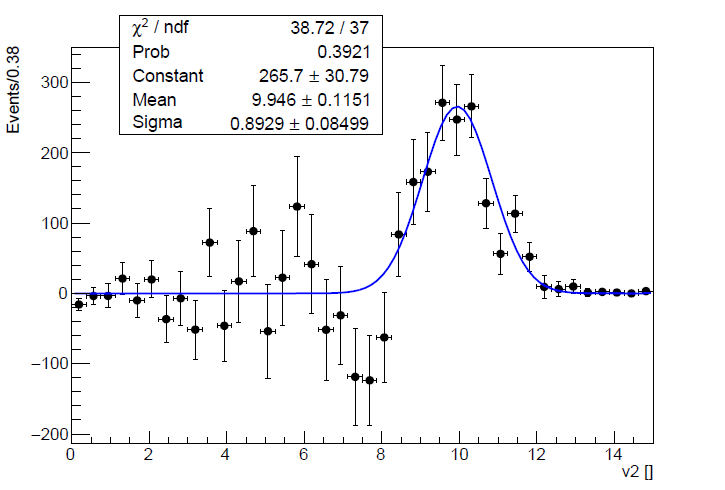 χ² / ndf 38.72 / 37
Prob 0.3921
Constant 265.7 ± 30.79
Mean 9.946 ± 0.1151
Sigma 0.8929 ± 0.08499
Events/0.38
300
200
100
0
−100
−200
0 2 4 6 8 10 12 14
v2 []